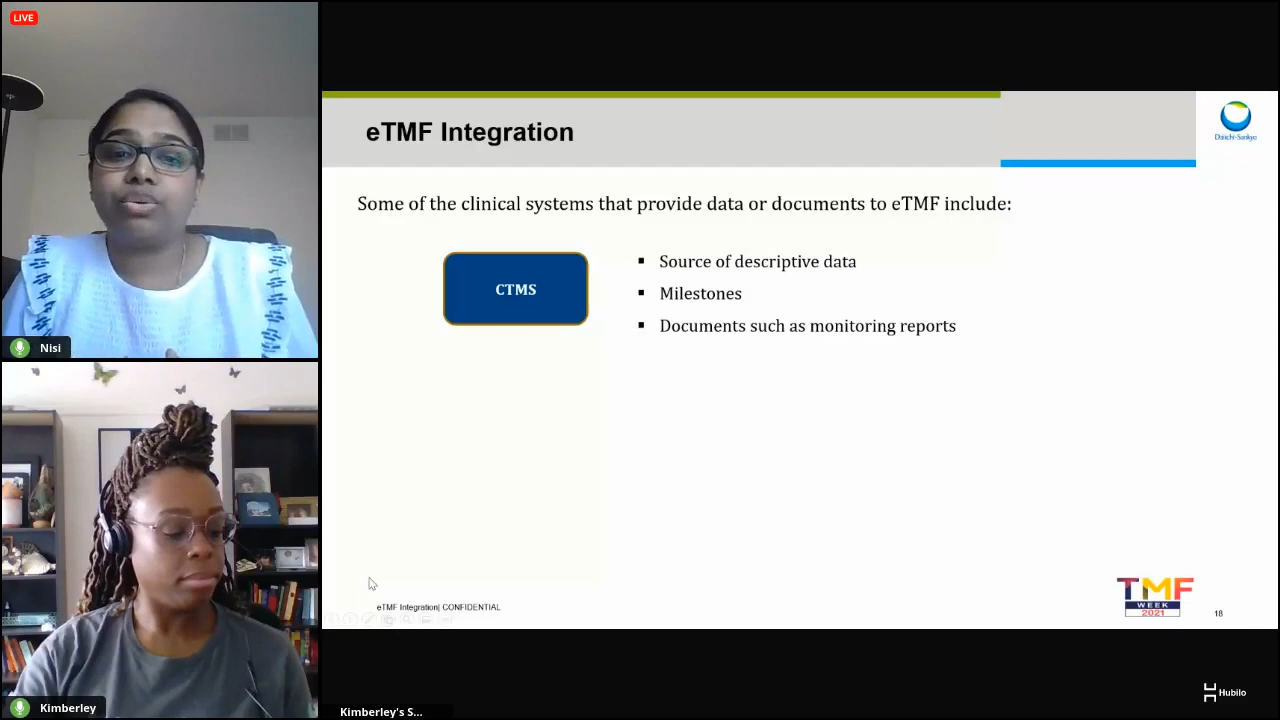 LIVE
Nisi
Kimberley
eTMF Integration
Daiichi-Sankyo
Some of the clinical systems that provide data or documents to eTMF include:
CTMS
▪ Source of descriptive data
▪ Milestones
▪ Documents such as monitoring reports
eTMF Integration| CONFIDENTIAL
TMF
WEEK
2021
18
Kimberley's S...
Hubilo